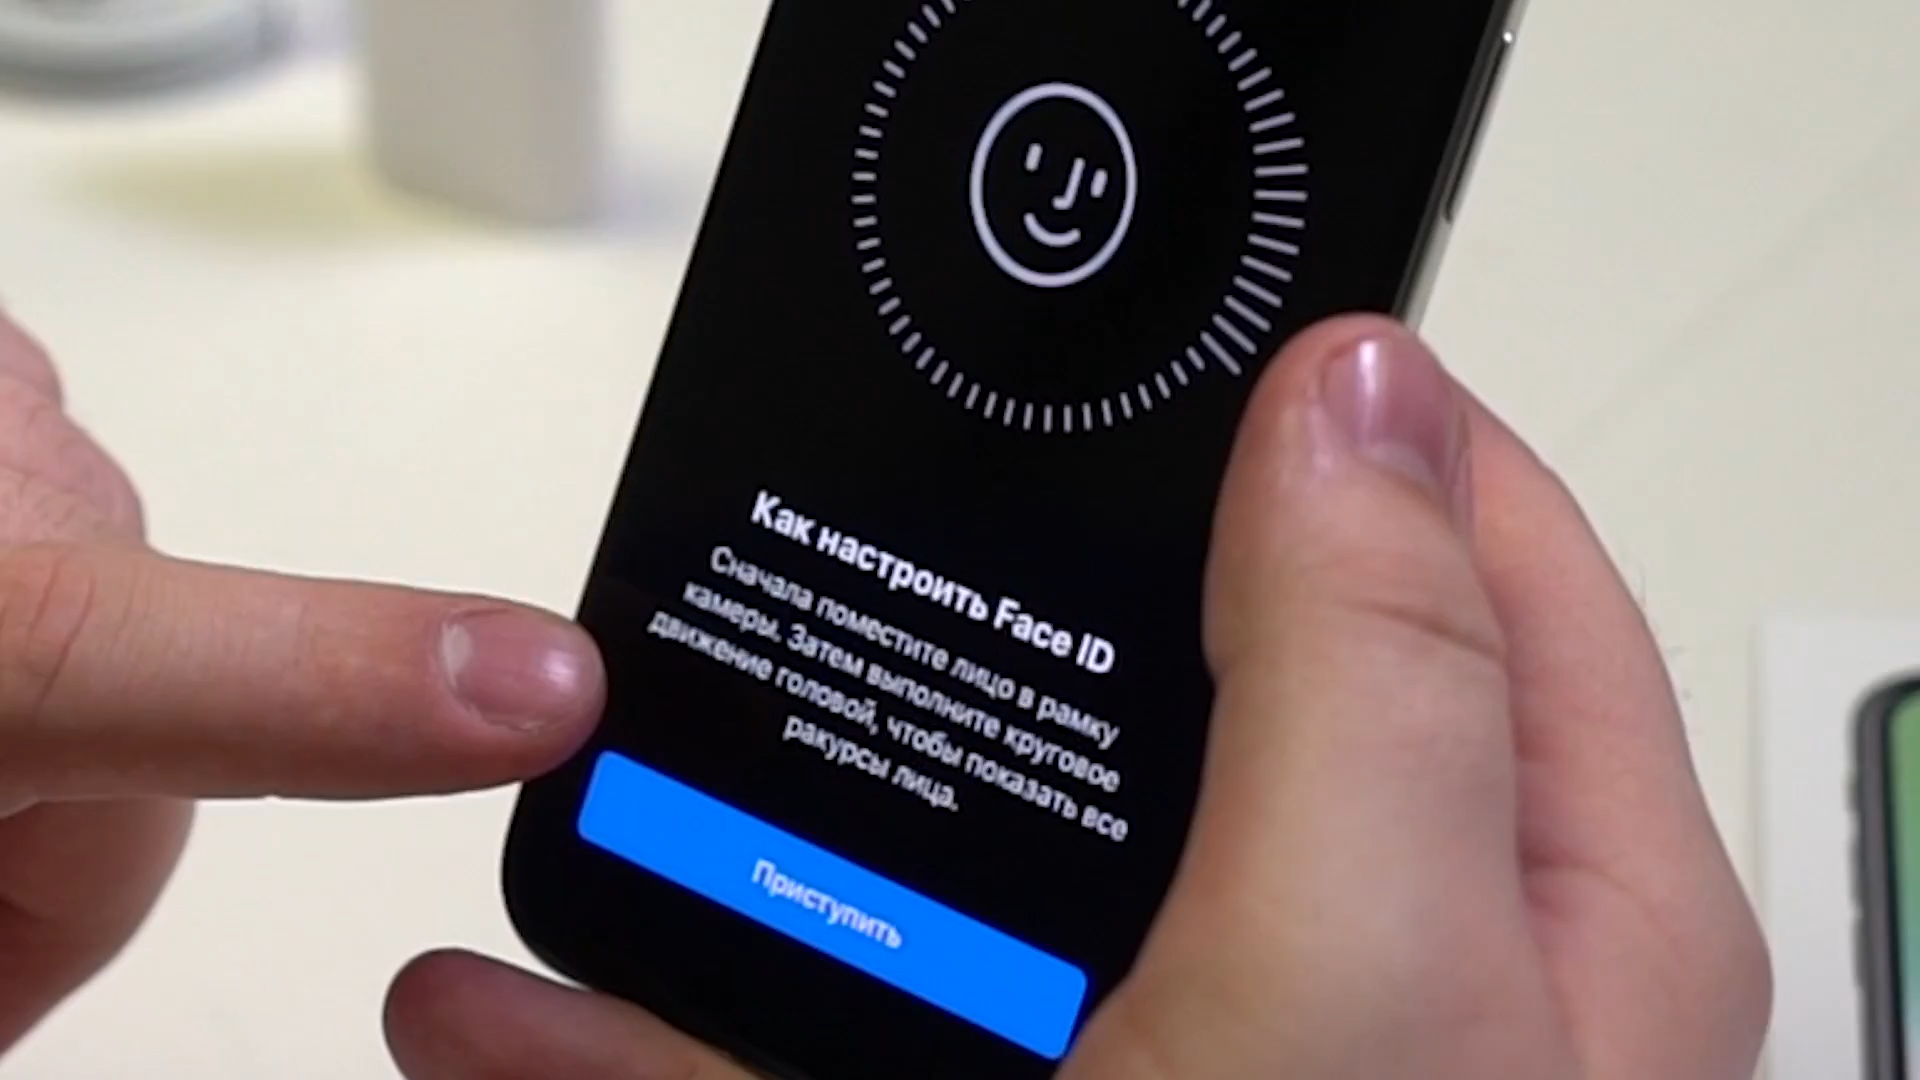 Как настроить Face ID
Сначала поместите лицо в рамку
камеры. Затем выполните круговое
движение головой, чтобы показать все
ракурсы лица.
Приступить